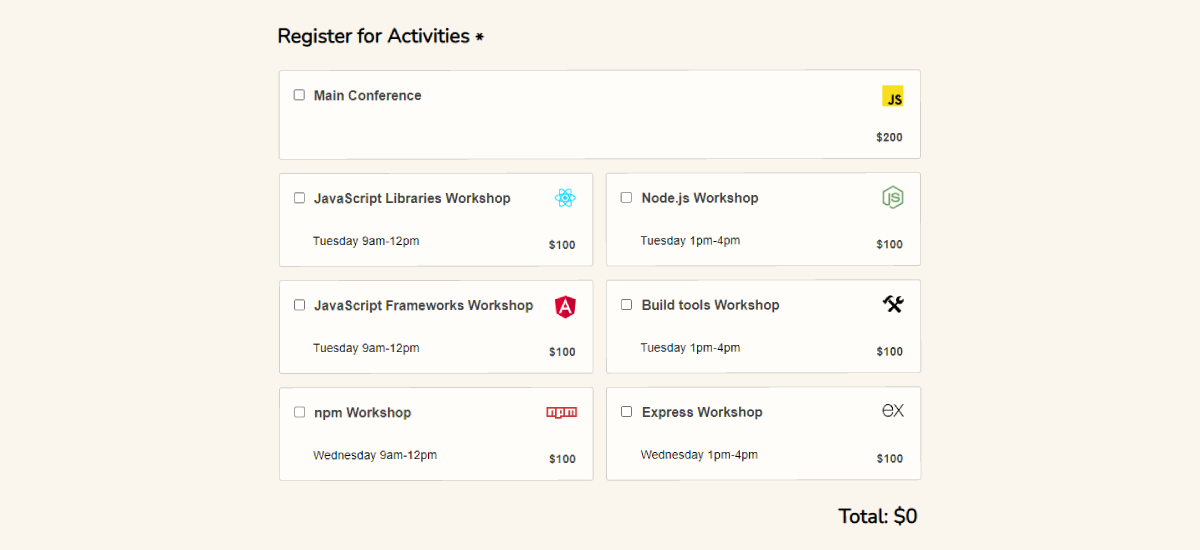 Register for Activities *
Main Conference
JS
$200
JavaScript Libraries Workshop
Tuesday 9am-12pm
$100
Node.js Workshop
JS
Tuesday 1pm-4pm
$100
JavaScript Frameworks Workshop
A
Tuesday 9am-12pm
$100
Build tools Workshop
Tuesday 1pm-4pm
$100
npm Workshop
npm
Wednesday 9am-12pm
$100
Express Workshop
ex
Wednesday 1pm-4pm
$100
Total: $0